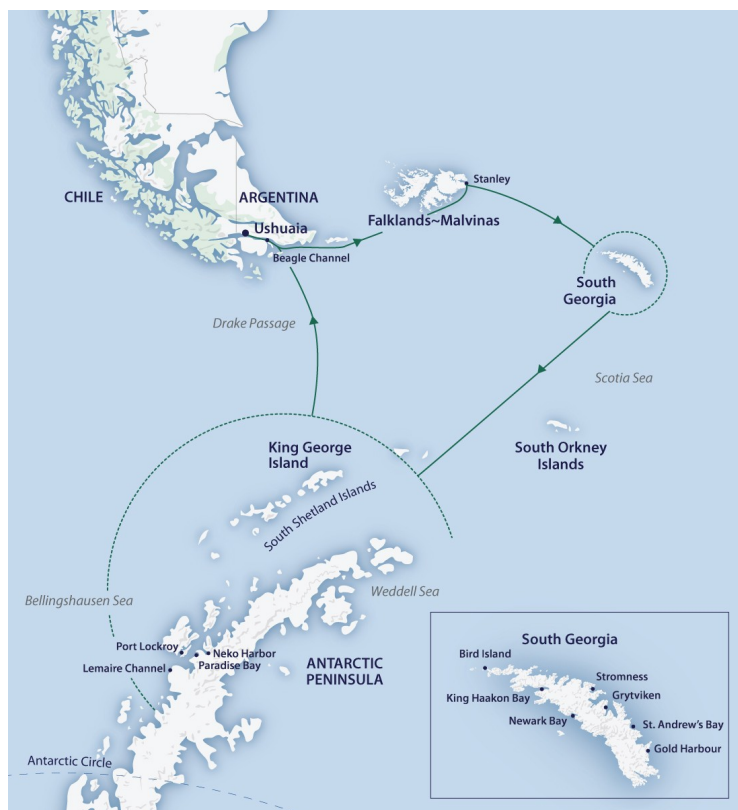 Stanley
CHILE
ARGENTINA
Falklands~Malvinas
Ushuaia
Beagle Channel
South
Georgia
Drake Passage
Scotia Sea
King George
Island
South Orkney
Islands
South Shetland Islands
Bellingshausen Sea
Weddell Sea
Port Lockroy
Neko Harbor
Paradise Bay
Lemaire Channel
ANTARCTIC
PENINSULA
Antarctic Circle
South Georgia
Bird Island
Stromness
King Haakon Bay
Grytviken
Newark Bay
St. Andrew's Bay
Gold Harbour